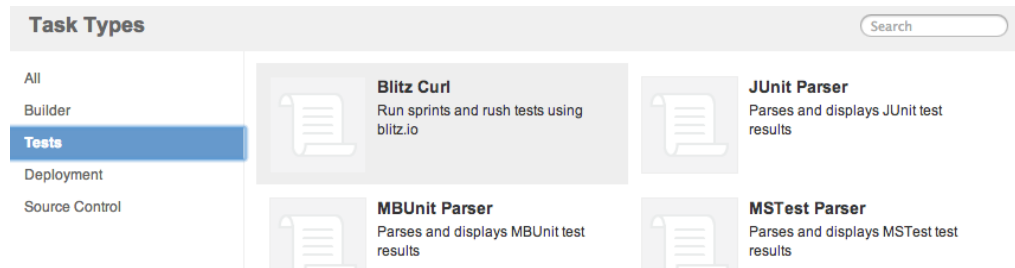 Task Types
Search
All
Builder
Tests
Deployment
Source Control
Blitz Curl
Run sprints and rush tests using
blitz.io
JUnit Parser
Parses and displays JUnit test
results
MBUnit Parser
Parses and displays MBUnit test
results
MSTest Parser
Parses and displays MSTest test
results